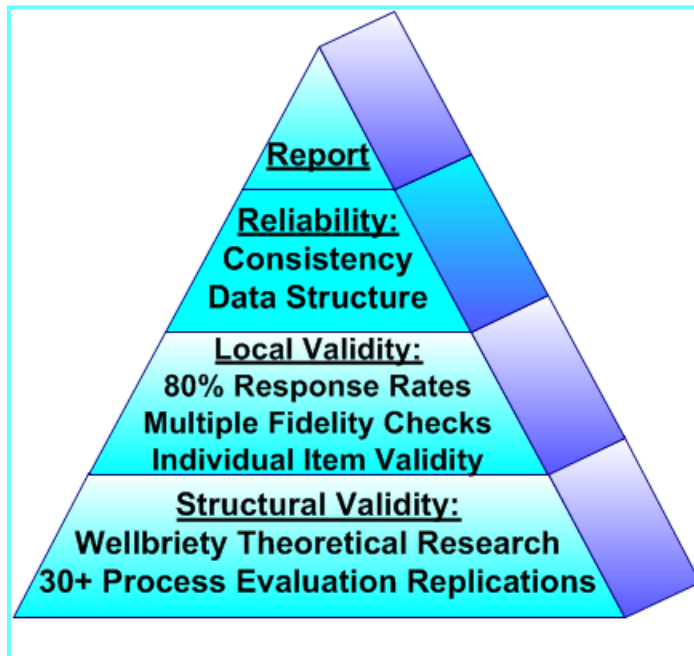 Report
Reliability:
Consistency
Data Structure
Local Validity:
80% Response Rates
Multiple Fidelity Checks
Individual Item Validity
Structural Validity:
Wellbriety Theoretical Research
30+ Process Evaluation Replications